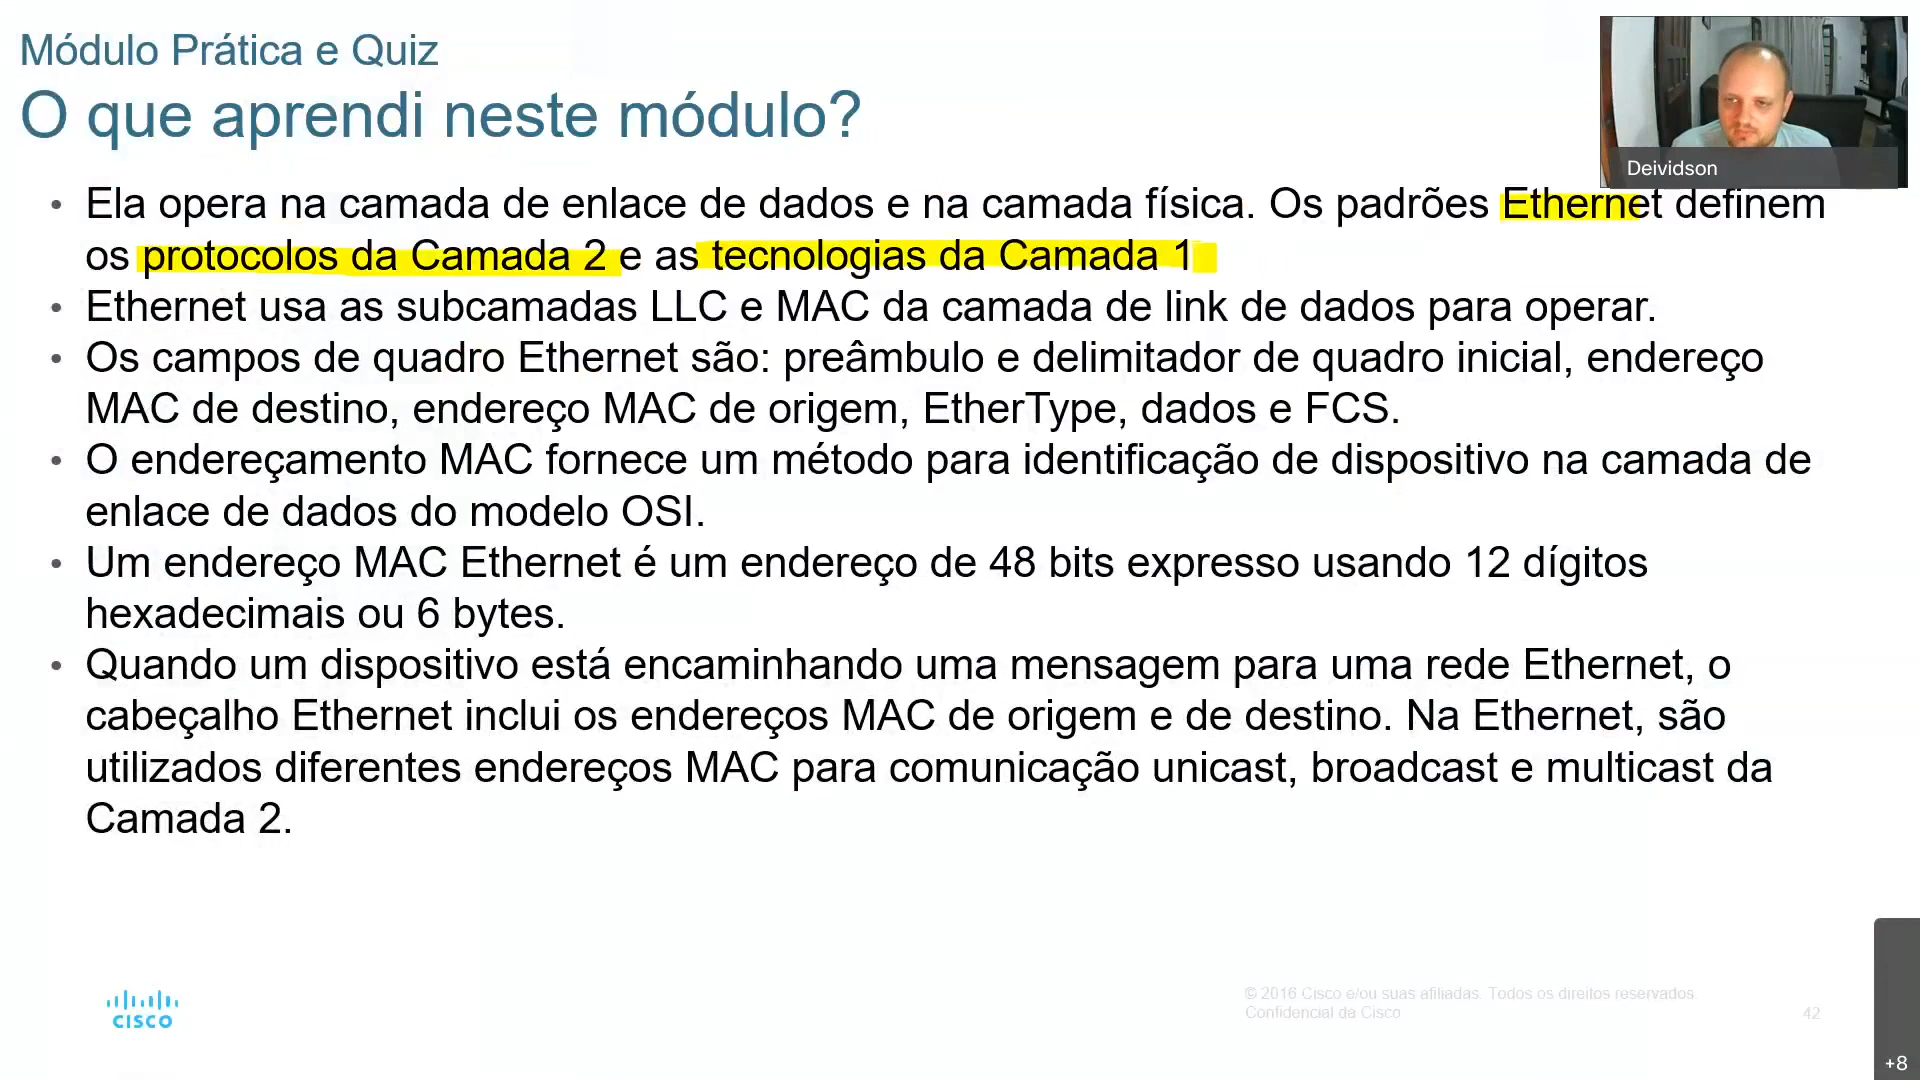 Módulo Prática e Quiz
O que aprendi neste módulo?
Deividson
• Ela opera na camada de enlace de dados e na camada física. Os padrões Ethernet definem
os protocolos da Camada 2 e as tecnologias da Camada 1
• Ethernet usa as subcamadas LLC e MAC da camada de link de dados para operar.
• Os campos de quadro Ethernet são: preâmbulo e delimitador de quadro inicial, endereço
MAC de destino, endereço MAC de origem, EtherType, dados e FCS.
• O endereçamento MAC fornece um método para identificação de dispositivo na camada de
enlace de dados do modelo OSI.
• Um endereço MAC Ethernet é um endereço de 48 bits expresso usando 12 dígitos
hexadecimais ou 6 bytes.
• Quando um dispositivo está encaminhando uma mensagem para uma rede Ethernet, o
cabeçalho Ethernet inclui os endereços MAC de origem e de destino. Na Ethernet, são
utilizados diferentes endereços MAC para comunicação unicast, broadcast e multicast da
Camada 2.
CISCO
© 2016 Cisco e/ou suas afiliadas. Todos os direitos reservados.
Confidencial da Cisco
42
+8